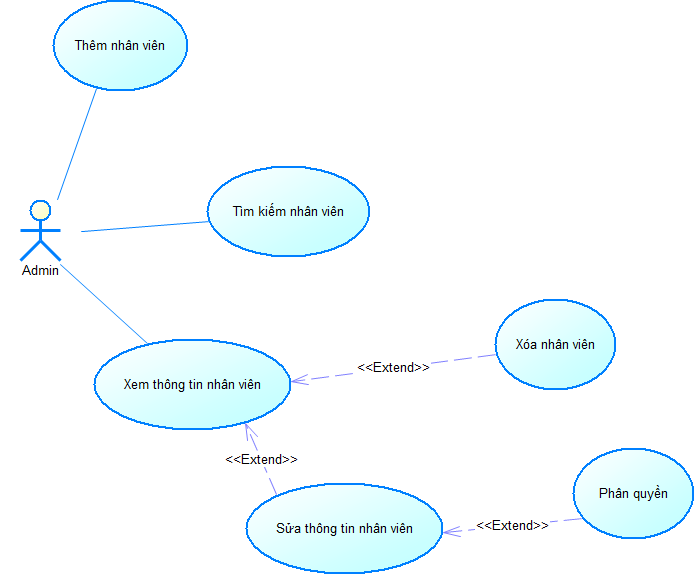 Thêm nhân viên
Tìm kiếm nhân viên
Admin
Xóa nhân viên
<<Extend>>
Xem thông tin nhân viên
<<Extend>>
Phân quyền
<<Extend>>
Sửa thông tin nhân viên